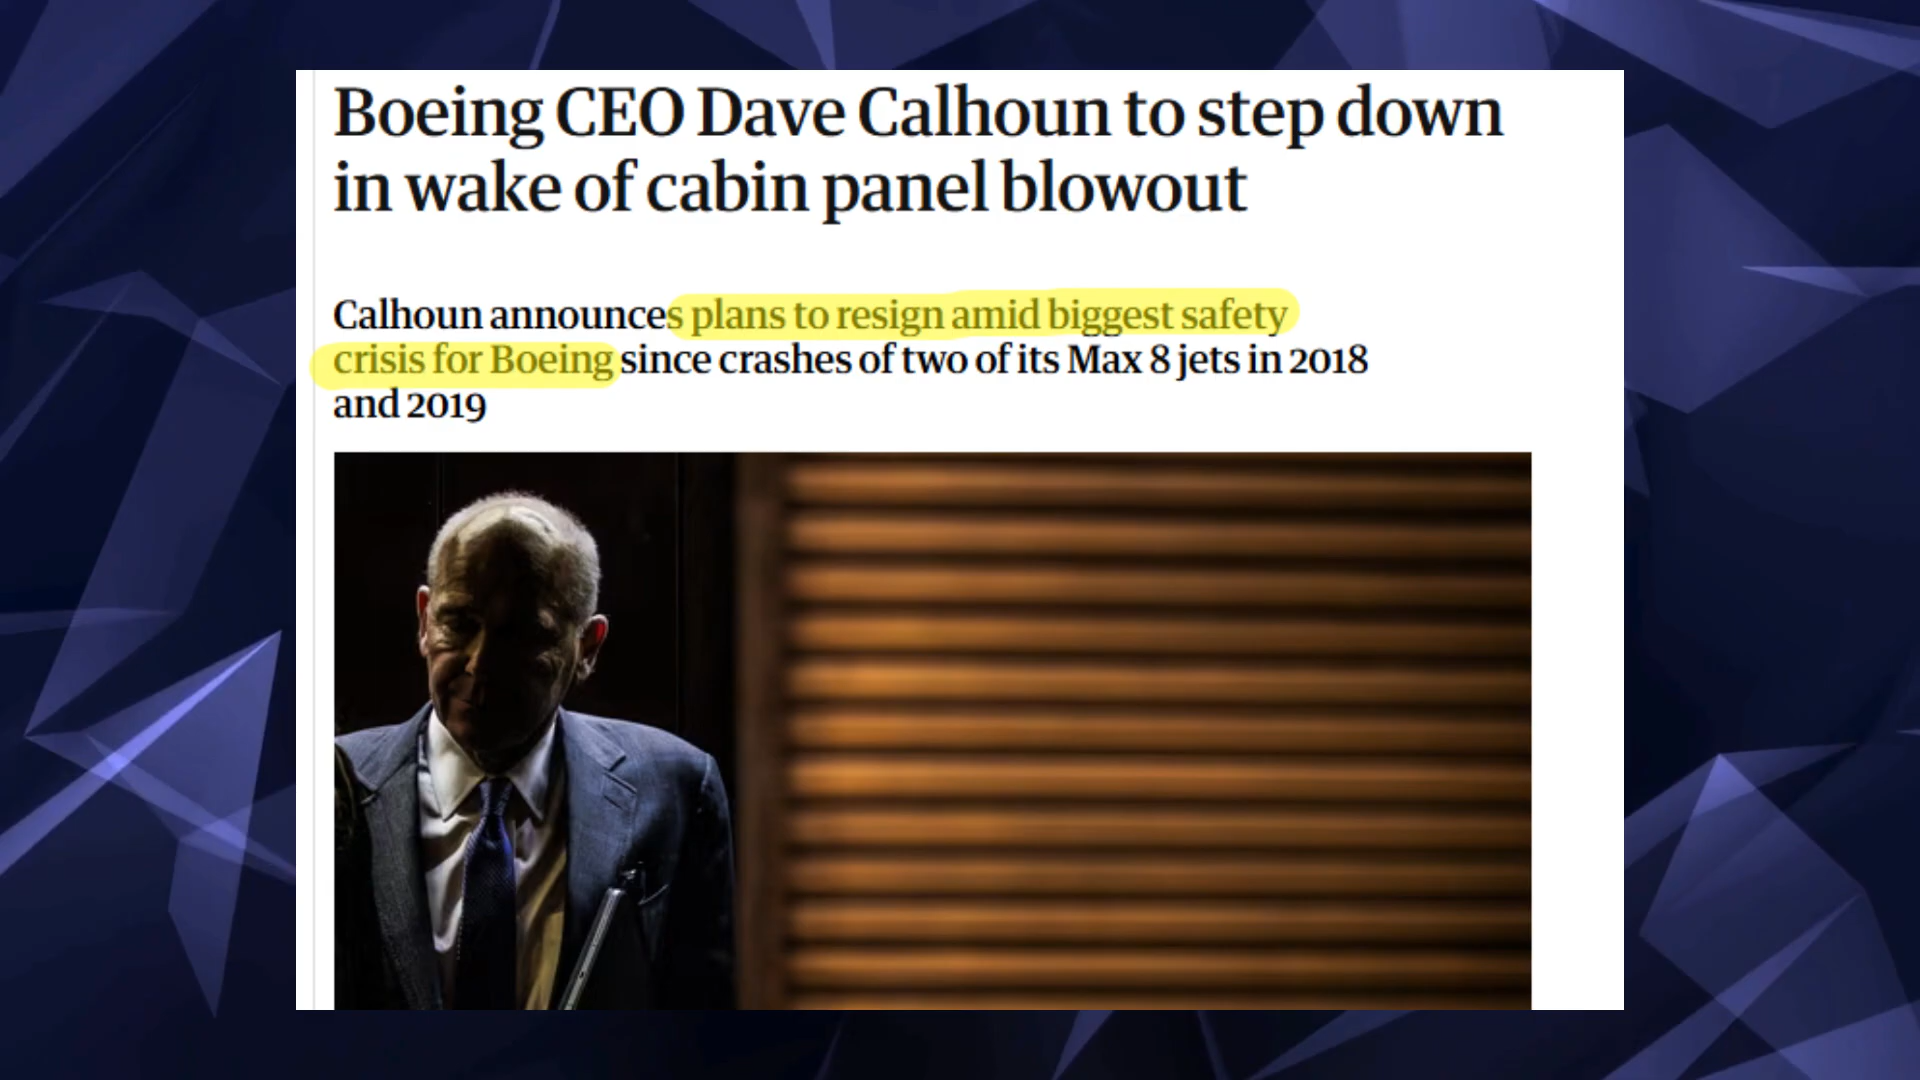 Boeing CEO Dave Calhoun to step down
in wake of cabin panel blowout
Calhoun announces plans to resign amid biggest safety
crisis for Boeing since crashes of two of its Max 8 jets in 2018
and 2019